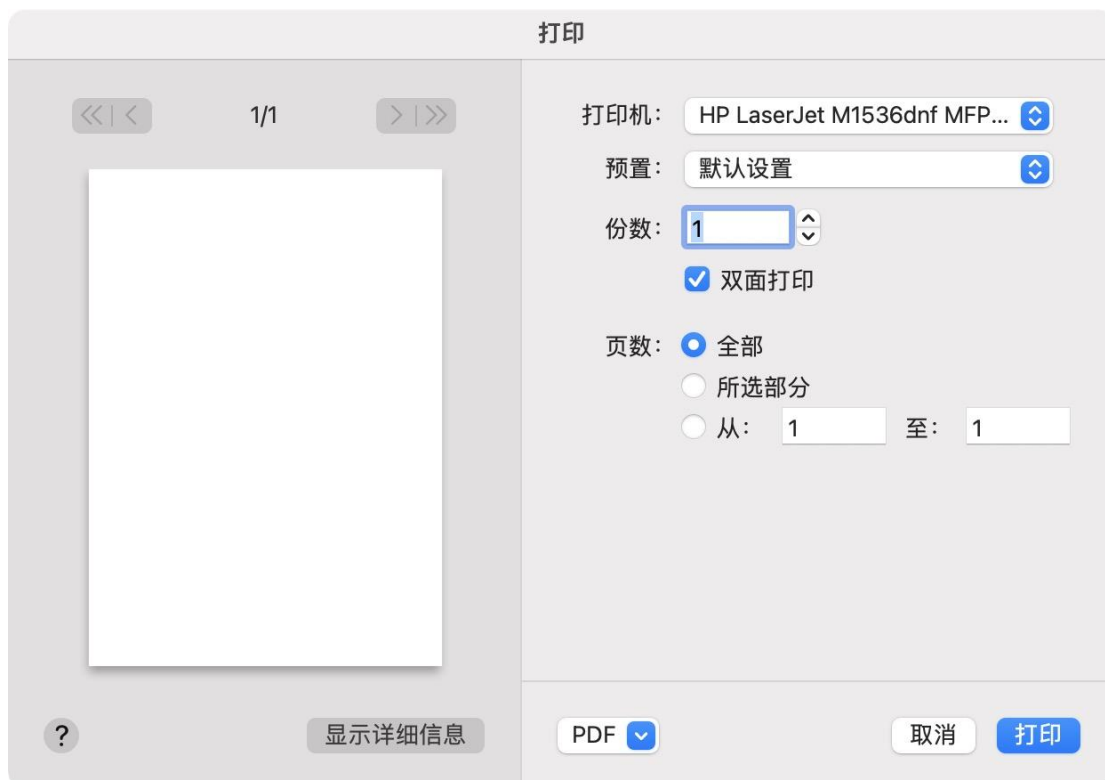 打印
1/1
打印机： HP LaserJet M1536dnf MFP...
预置： 默认设置
份数： 1
双面打印
页数： 全部
所选部分
从： 1 至： 1
? 显示详细信息 PDF 取消 打印